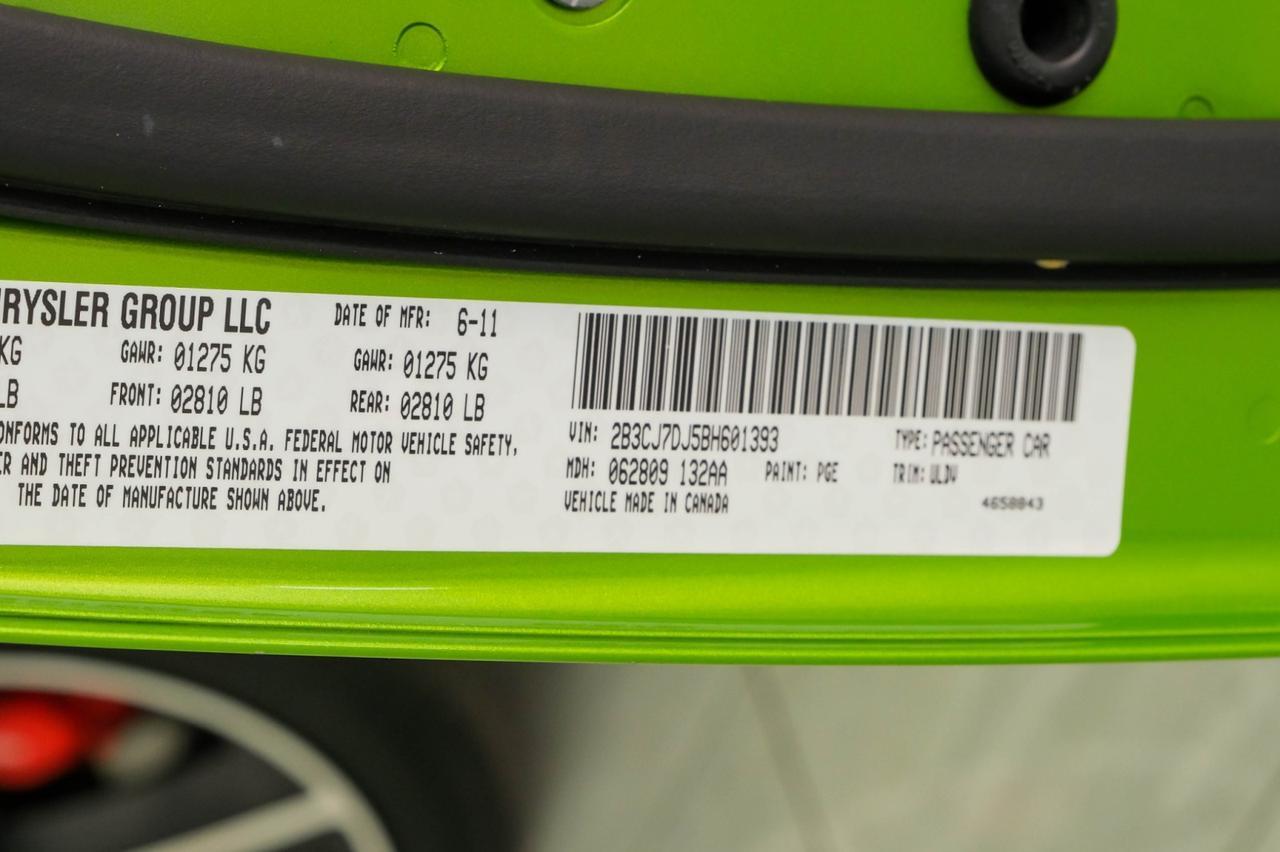 HRYSLER GROUP LLC DATE OF MFR: 6-11
KG GAWR: 01275 KG GAWR: 01275 KG
LB FRONT: 02810 LB REAR: 02810 LB
ONFORMS TO ALL APPLICABLE U.S.A. FEDERAL MOTOR VEHICLE SAFETY,
ER AND THEFT PREVENTION STANDARDS IN EFFECT ON
THE DATE OF MANUFACTURE SHOWN ABOVE.
VIN: 2B3CJ7DJ5BH601393 TYPE: PASSENGER CAR
MDH: 062809 132AA PAINT: PGE TRIM: ULDV
VEHICLE MADE IN CANADA 4658843